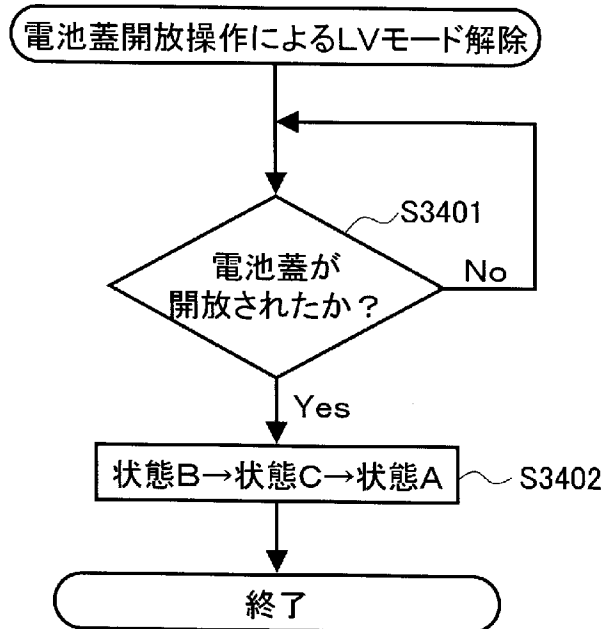 電池蓋開放操作によるLVモード解除
S3401
電池蓋が
開放されたか？
No
Yes
状態B→状態C→状態A
S3402
終了